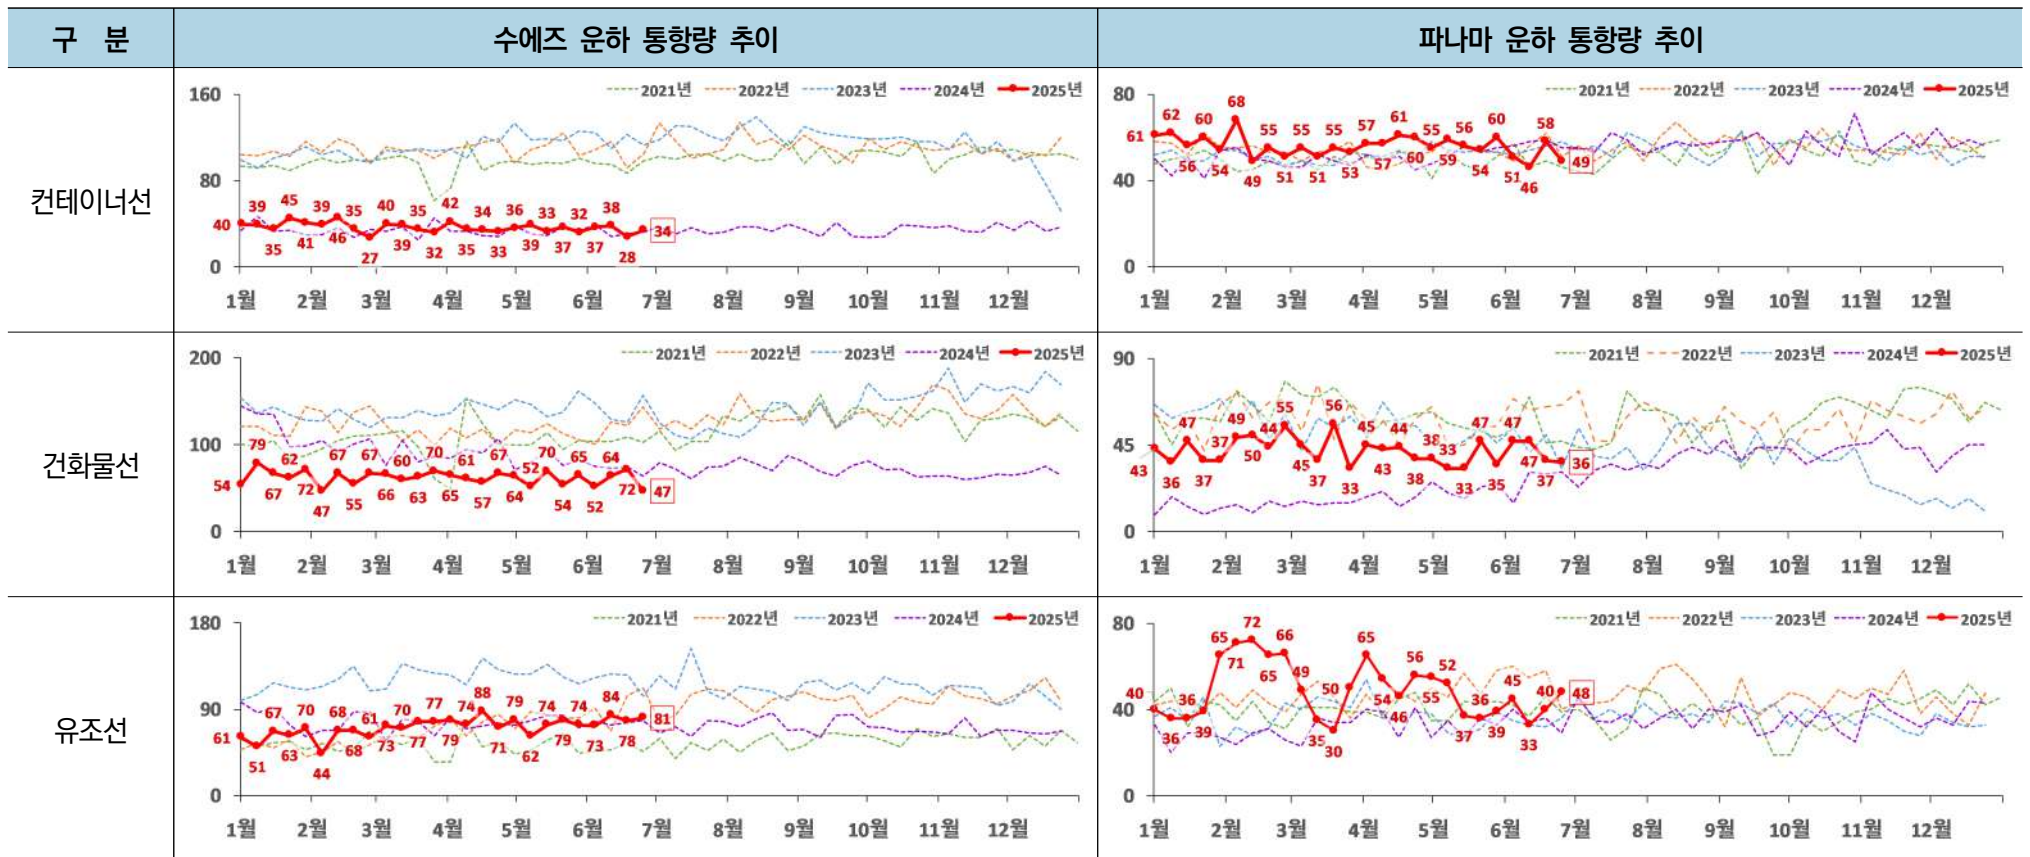 구 분
수에즈 운하 통항량 추이
파나마 운하 통항량 추이
컨테이너선
2021년 2022년 2023년 2024년 2025년
160
80
0
40 39 35 45 41 39 46 35 27 40 39 35 32 42 35 34 33 36 39 33 37 32 37 38 28 34
1월 2월 3월 4월 5월 6월 7월 8월 9월 10월 11월 12월
2021년 2022년 2023년 2024년 2025년
80
40
0
61 62 56 60 54 68 49 55 51 55 51 55 53 57 57 61 60 55 59 56 54 60 51 46 58 49
1월 2월 3월 4월 5월 6월 7월 8월 9월 10월 11월 12월
건화물선
2021년 2022년 2023년 2024년 2025년
200
100
0
54 79 67 62 72 47 67 55 67 66 60 63 70 65 61 57 67 64 52 70 54 65 52 64 72 47
1월 2월 3월 4월 5월 6월 7월 8월 9월 10월 11월 12월
2021년 2022년 2023년 2024년 2025년
90
45
0
43 36 47 37 37 49 50 44 55 45 37 56 33 45 43 44 38 38 33 33 47 35 47 47 37 36
1월 2월 3월 4월 5월 6월 7월 8월 9월 10월 11월 12월
유조선
2021년 2022년 2023년 2024년 2025년
180
90
0
61 51 67 63 70 44 68 68 61 73 70 77 77 79 74 88 71 79 62 74 79 74 73 84 78 81
1월 2월 3월 4월 5월 6월 7월 8월 9월 10월 11월 12월
2021년 2022년 2023년 2024년 2025년
80
40
0
40 36 36 39 65 71 72 65 66 49 35 30 50 65 54 46 56 55 52 37 36 39 45 33 40 48
1월 2월 3월 4월 5월 6월 7월 8월 9월 10월 11월 12월